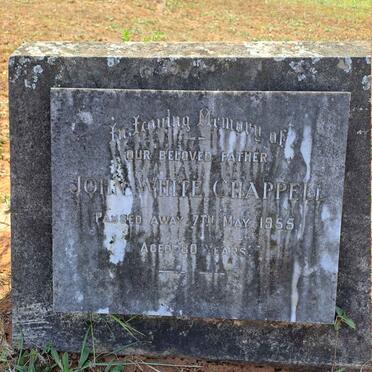 In Loving Memory of
OUR BELOVED FATHER
JOHN WHITE CHAPPELL
PASSED AWAY 7TH MAY 1955
AGED 80 YEARS